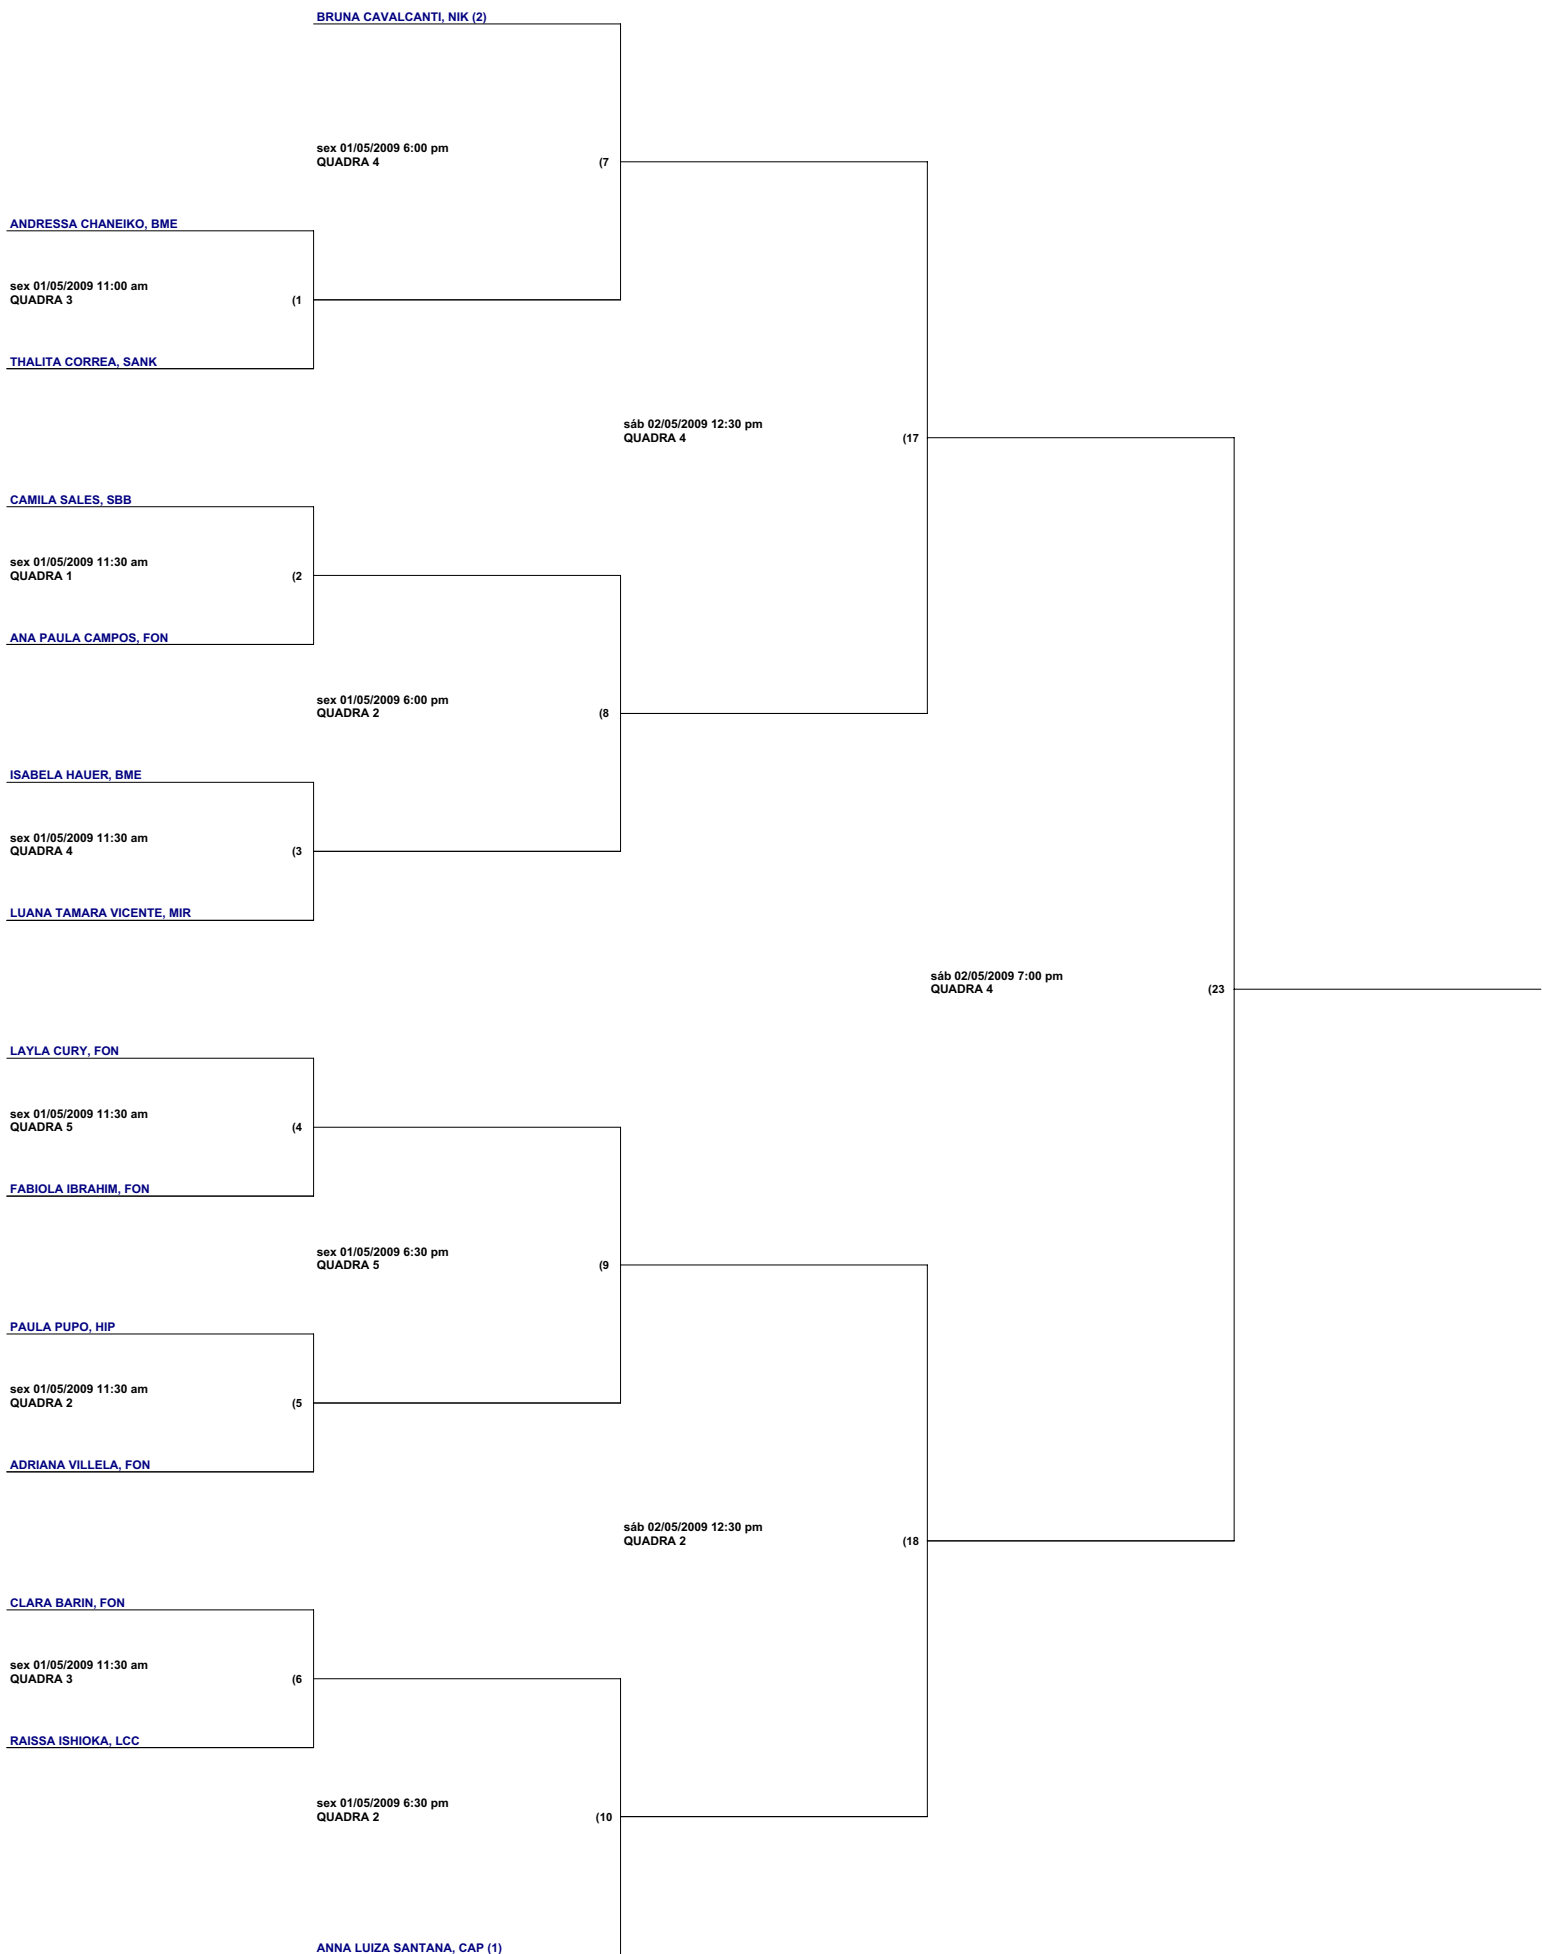 BRUNA CAVALCANTI, NIK (2)
sex 01/05/2009 6:00 pm
QUADRA 4 (7
ANDRESSA CHANEIKO, BME
sex 01/05/2009 11:00 am
QUADRA 3 (1
THALITA CORREA, SANK
sáb 02/05/2009 12:30 pm
QUADRA 4 (17
CAMILA SALES, SBB
sex 01/05/2009 11:30 am
QUADRA 1 (2
ANA PAULA CAMPOS, FON
sex 01/05/2009 6:00 pm
QUADRA 2 (8
ISABELA HAUER, BME
sex 01/05/2009 11:30 am
QUADRA 4 (3
LUANA TAMARA VICENTE, MIR
sáb 02/05/2009 7:00 pm
QUADRA 4 (23
LAYLA CURY, FON
sex 01/05/2009 11:30 am
QUADRA 5 (4
FABIOLA IBRAHIM, FON
sex 01/05/2009 6:30 pm
QUADRA 5 (9
PAULA PUPO, HIP
sex 01/05/2009 11:30 am
QUADRA 2 (5
ADRIANA VILLELA, FON
sáb 02/05/2009 12:30 pm
QUADRA 2 (18
CLARA BARIN, FON
sex 01/05/2009 11:30 am
QUADRA 3 (6
RAISSA ISHIOKA, LCC
sex 01/05/2009 6:30 pm
QUADRA 2 (10
ANNA LUIZA SANTANA, CAP (1)